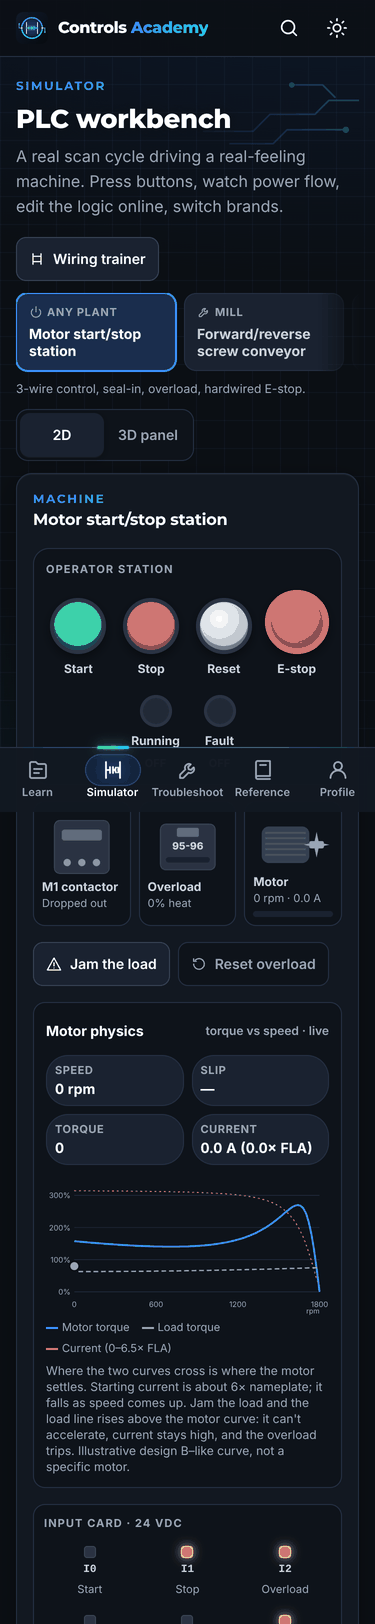 Controls Academy
SIMULATOR
PLC workbench
A real scan cycle driving a real-feeling
machine. Press buttons, watch power flow,
edit the logic online, switch brands.
Wiring trainer
ANY PLANT
Motor start/stop
station
MILL
Forward/reverse
screw conveyor
3-wire control, seal-in, overload, hardwired E-stop.
2D
3D panel
MACHINE
Motor start/stop station
OPERATOR STATION
Start
Stop
Reset
E-stop
Running
Fault
Learn
Simulator
Troubleshoot
Reference
Profile
M1 contactor
Dropped out
95-96
Overload
0% heat
Motor
0 rpm · 0.0 A
Jam the load
Reset overload
Motor physics
torque vs speed · live
SPEED
0 rpm
SLIP
—
TORQUE
0
CURRENT
0.0 A (0.0× FLA)
300%
200%
100%
0%
0
600
1200
1800
rpm
Motor torque
Load torque
Current (0–6.5× FLA)
Where the two curves cross is where the motor
settles. Starting current is about 6× nameplate; it
falls as speed comes up. Jam the load and the
load line rises above the motor curve: it can't
accelerate, current stays high, and the overload
trips. Illustrative design B–like curve, not a
specific motor.
INPUT CARD · 24 VDC
I0
Start
I1
Stop
I2
Overload